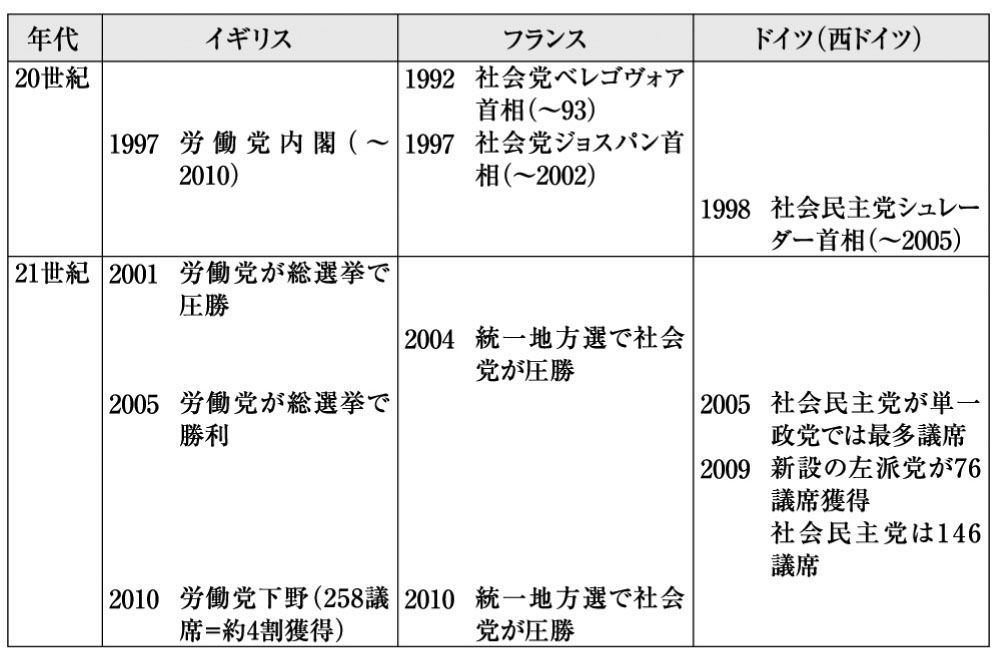 年代
イギリス
フランス
ドイツ(西ドイツ)
20世紀
1997 労働党内閣(～
2010)
1992 社会党ベレゴヴォア
首相(～93)
1997 社会党ジョスパン首
相(～2002)
1998 社会民主党シュレー
ダー首相(～2005)
21世紀
2001 労働党が総選挙で
圧勝
2005 労働党が総選挙で
勝利
2010 労働党下野(258議
席=約4割獲得)
2004 統一地方選で社会
党が圧勝
2010 統一地方選で社会
党が圧勝
2005 社会民主党が単一
政党では最多議席
2009 新設の左派党が76
議席獲得
社会民主党は146
議席